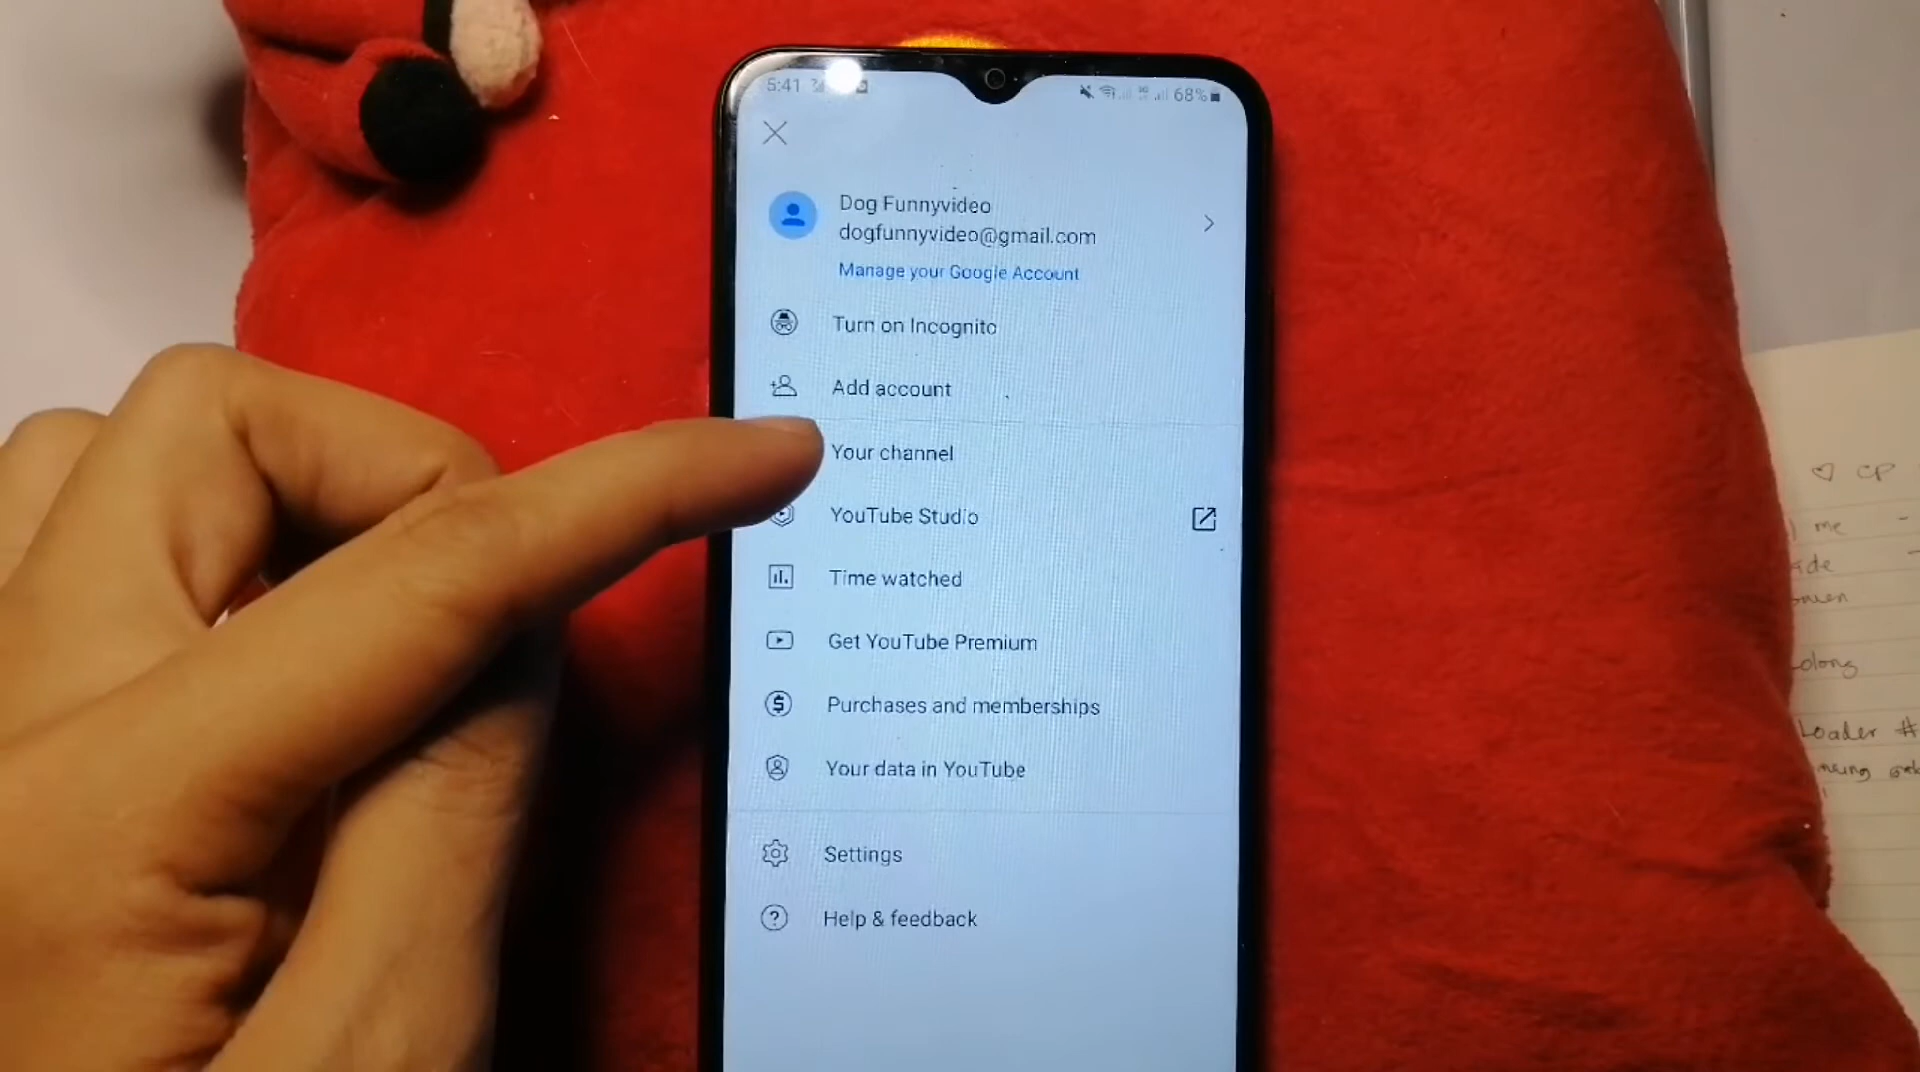 5:41
68%
Dog Funnyvideo
dogfunnyvideo@gmail.com
Manage your Google Account
Turn on Incognito
Add account
Your channel
YouTube Studio
Time watched
Get YouTube Premium
Purchases and memberships
Your data in YouTube
Settings
Help & feedback
CP
me
Loader #